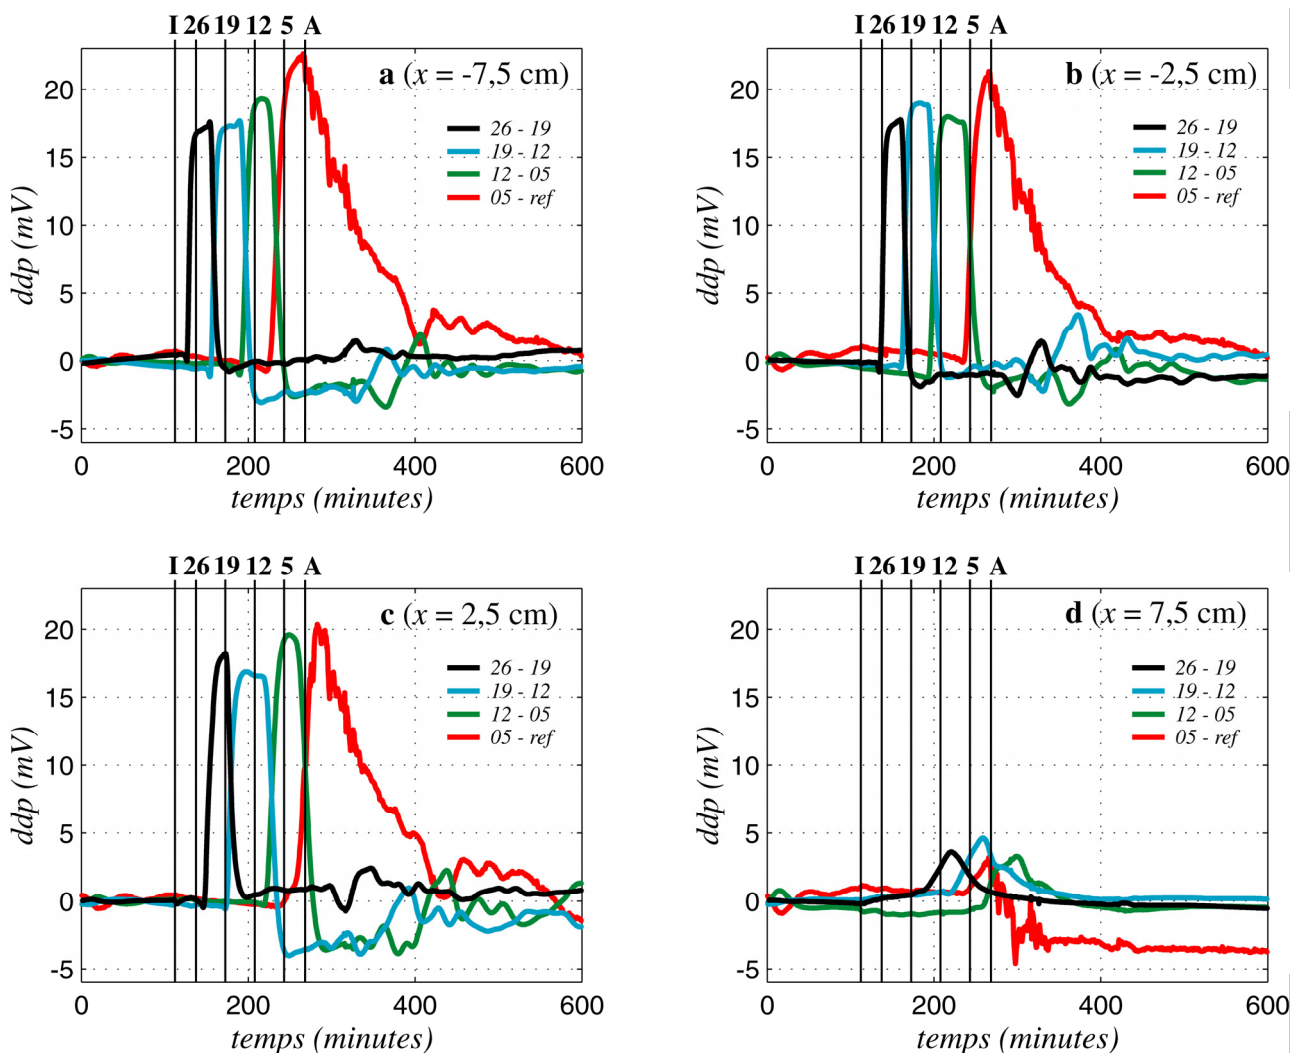 I 26 19 12 5 A
a (x = -7,5 cm)
20
15
10
5
0
-5
ddp (mV)
26 - 19
19 - 12
12 - 05
05 - ref
0 200 400 600
temps (minutes)
I 26 19 12 5 A
b (x = -2,5 cm)
20
15
10
5
0
-5
ddp (mV)
26 - 19
19 - 12
12 - 05
05 - ref
0 200 400 600
temps (minutes)
I 26 19 12 5 A
c (x = 2,5 cm)
20
15
10
5
0
-5
ddp (mV)
26 - 19
19 - 12
12 - 05
05 - ref
0 200 400 600
temps (minutes)
I 26 19 12 5 A
d (x = 7,5 cm)
20
15
10
5
0
-5
ddp (mV)
26 - 19
19 - 12
12 - 05
05 - ref
0 200 400 600
temps (minutes)